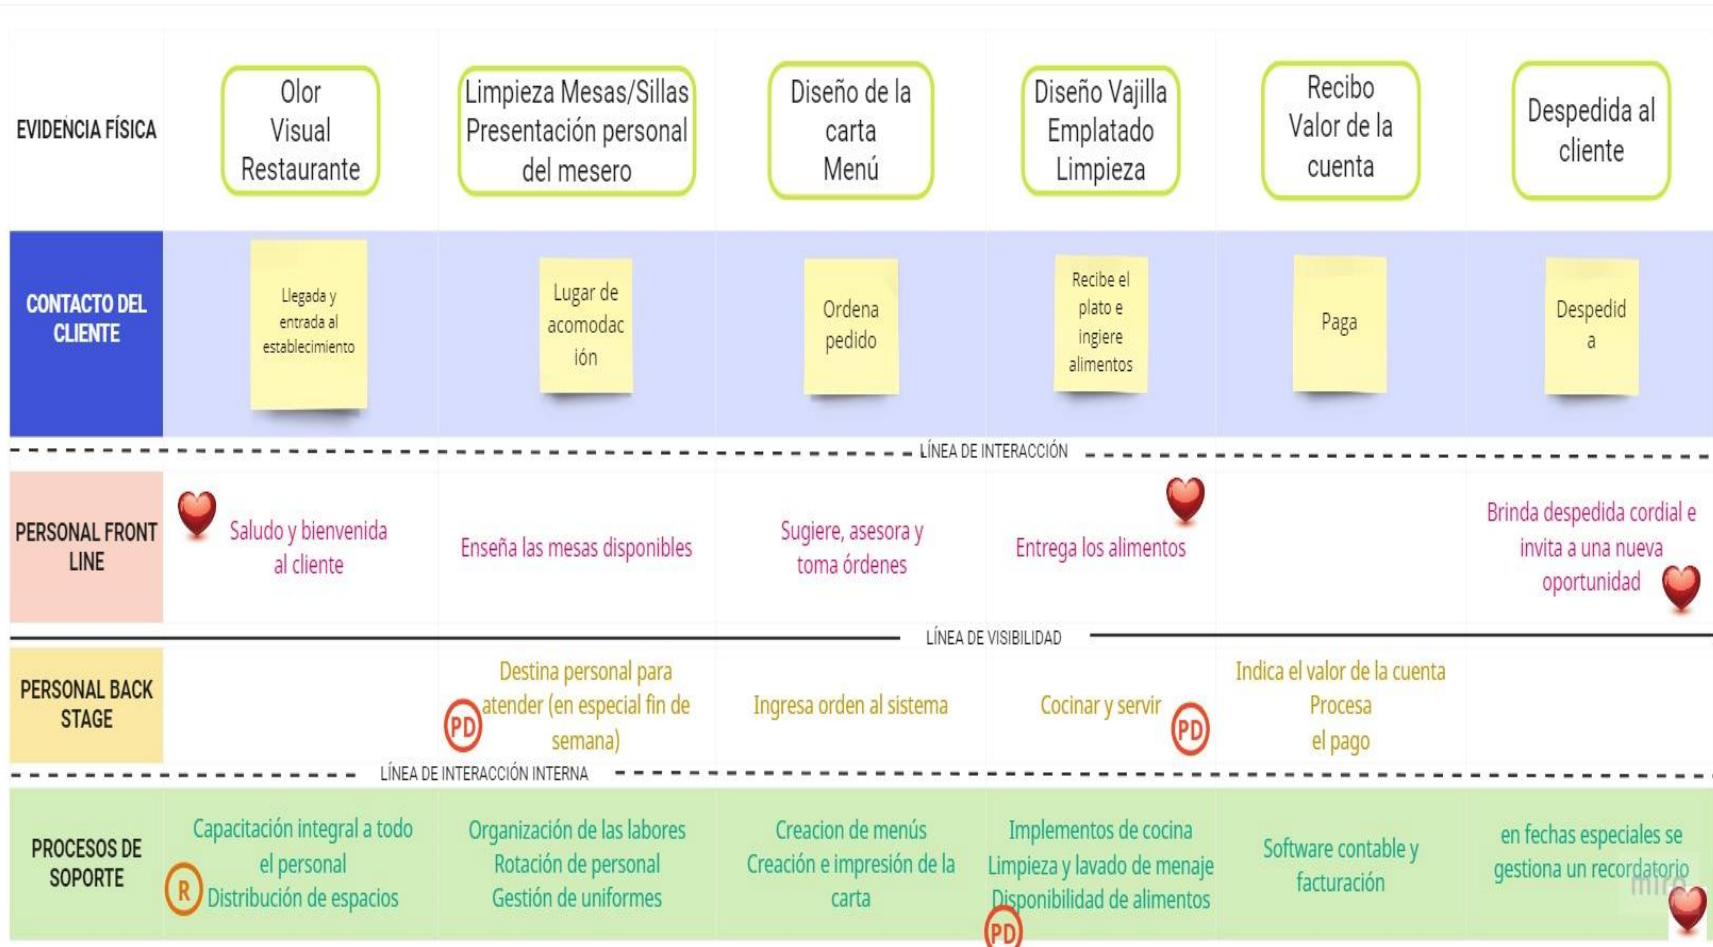 EVIDENCIA FÍSICA
Olor
Visual
Restaurante
Limpieza Mesas/Sillas
Presentación personal
del mesero
Diseño de la
carta
Menú
Diseño Vajilla
Emplatado
Limpieza
Recibo
Valor de la
cuenta
Despedida al
cliente
CONTACTO DEL
CLIENTE
Llegada y
entrada al
establecimiento
Lugar de
acomodac
ión
Ordena
pedido
Recibe el
plato e
ingiere
alimentos
Paga
Despedid
a
LÍNEA DE INTERACCIÓN
PERSONAL FRONT
LINE
Saludo y bienvenida
al cliente
Enseña las mesas disponibles
Sugiere, asesora y
toma órdenes
Entrega los alimentos
Brinda despedida cordial e
invita a una nueva
oportunidad
LÍNEA DE VISIBILIDAD
PERSONAL BACK
STAGE
Destina personal para
atender (en especial fin de
semana)
PD
Ingresa orden al sistema
Cocinar y servir
PD
Indica el valor de la cuenta
Procesa
el pago
LÍNEA DE INTERACCIÓN INTERNA
PROCESOS DE
SOPORTE
Capacitación integral a todo
el personal
Distribución de espacios
R
Organización de las labores
Rotación de personal
Gestión de uniformes
Creacion de menús
Creación e impresión de la
carta
Implementos de cocina
Limpieza y lavado de menaje
Disponibilidad de alimentos
PD
Software contable y
facturación
en fechas especiales se
gestiona un recordatorio
miro